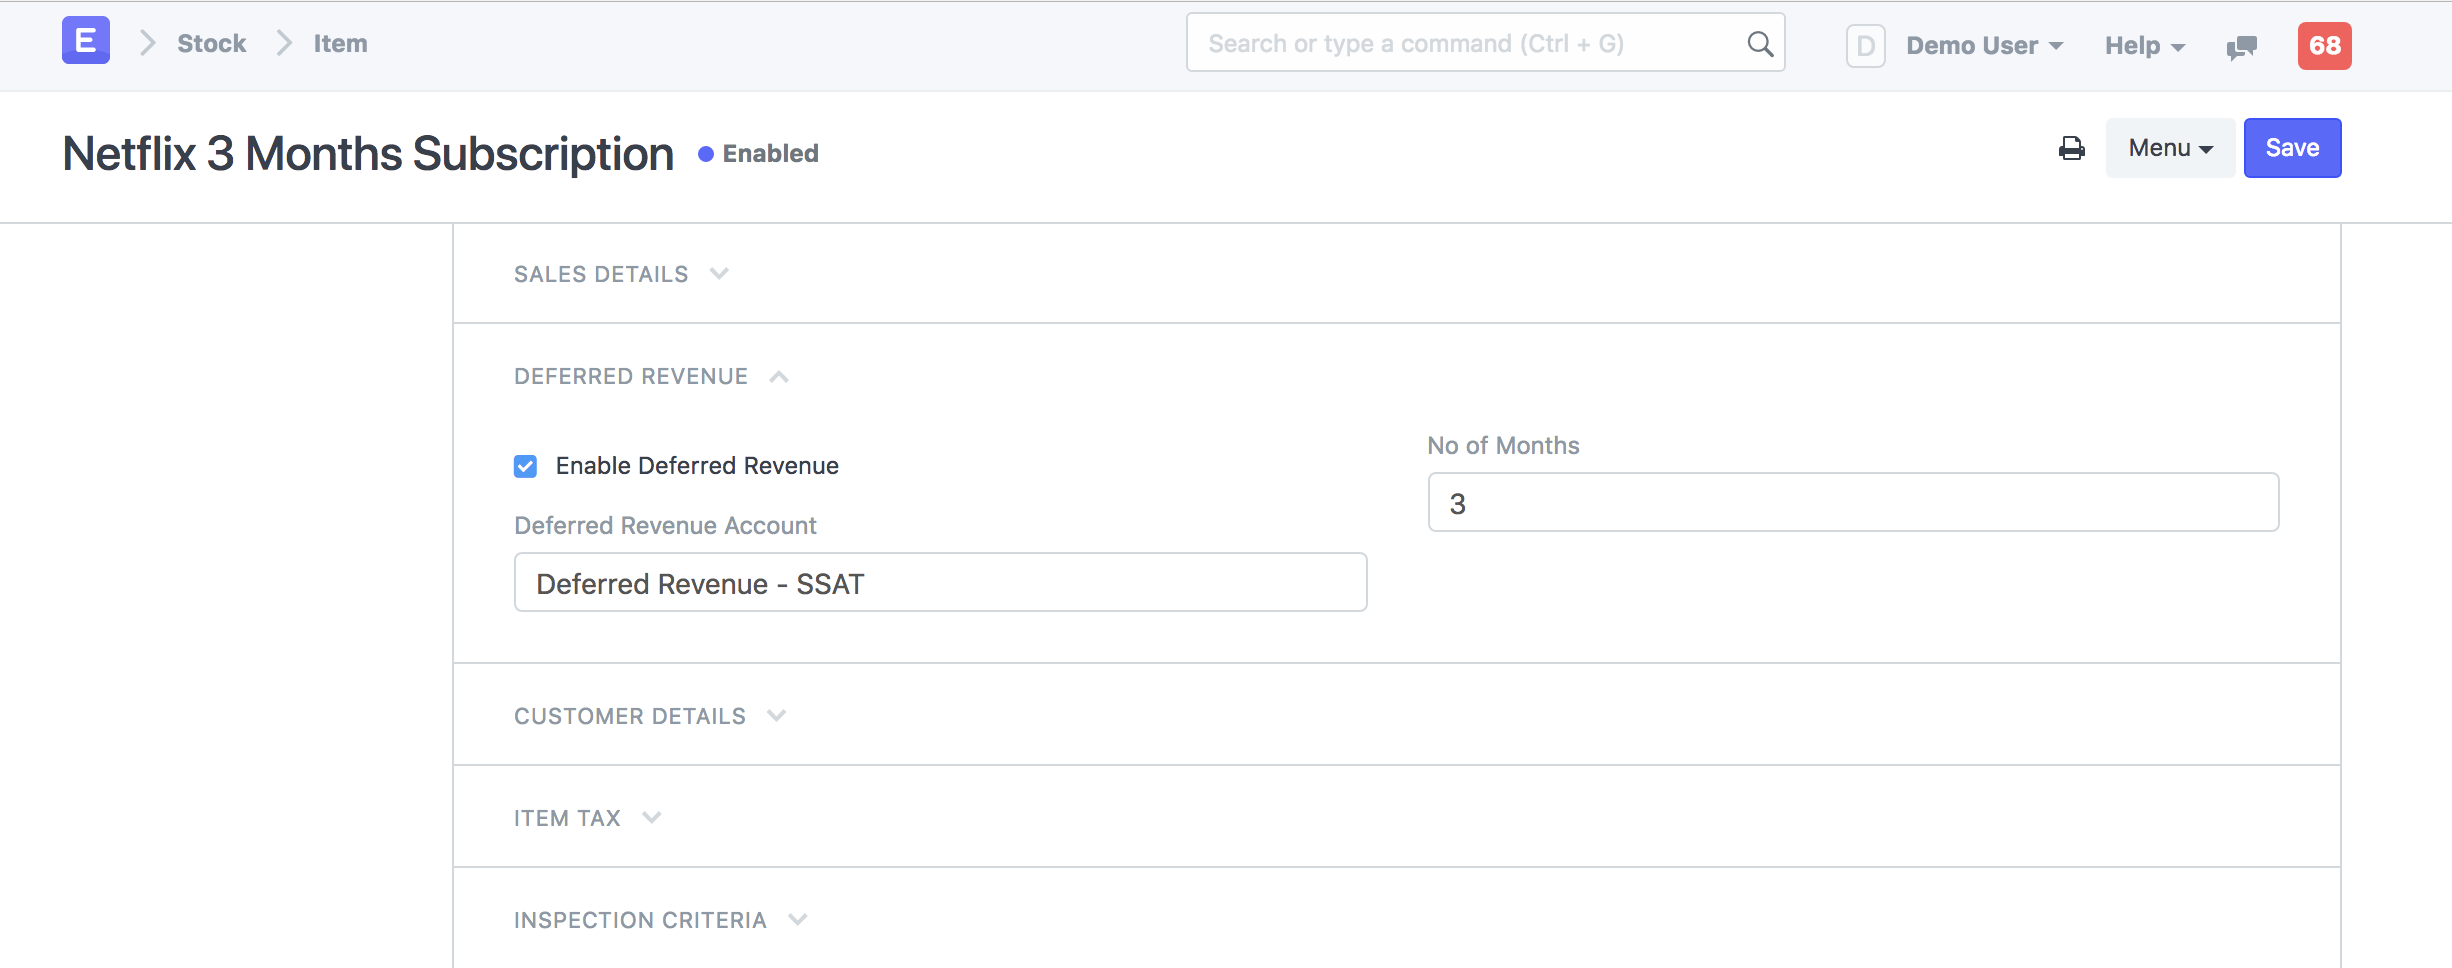 E Stock Item Search or type a command (Ctrl + G) D Demo User Help 68
Netflix 3 Months Subscription Enabled Menu Save
SALES DETAILS
DEFERRED REVENUE
Enable Deferred Revenue
No of Months
3
Deferred Revenue Account
Deferred Revenue - SSAT
CUSTOMER DETAILS
ITEM TAX
INSPECTION CRITERIA